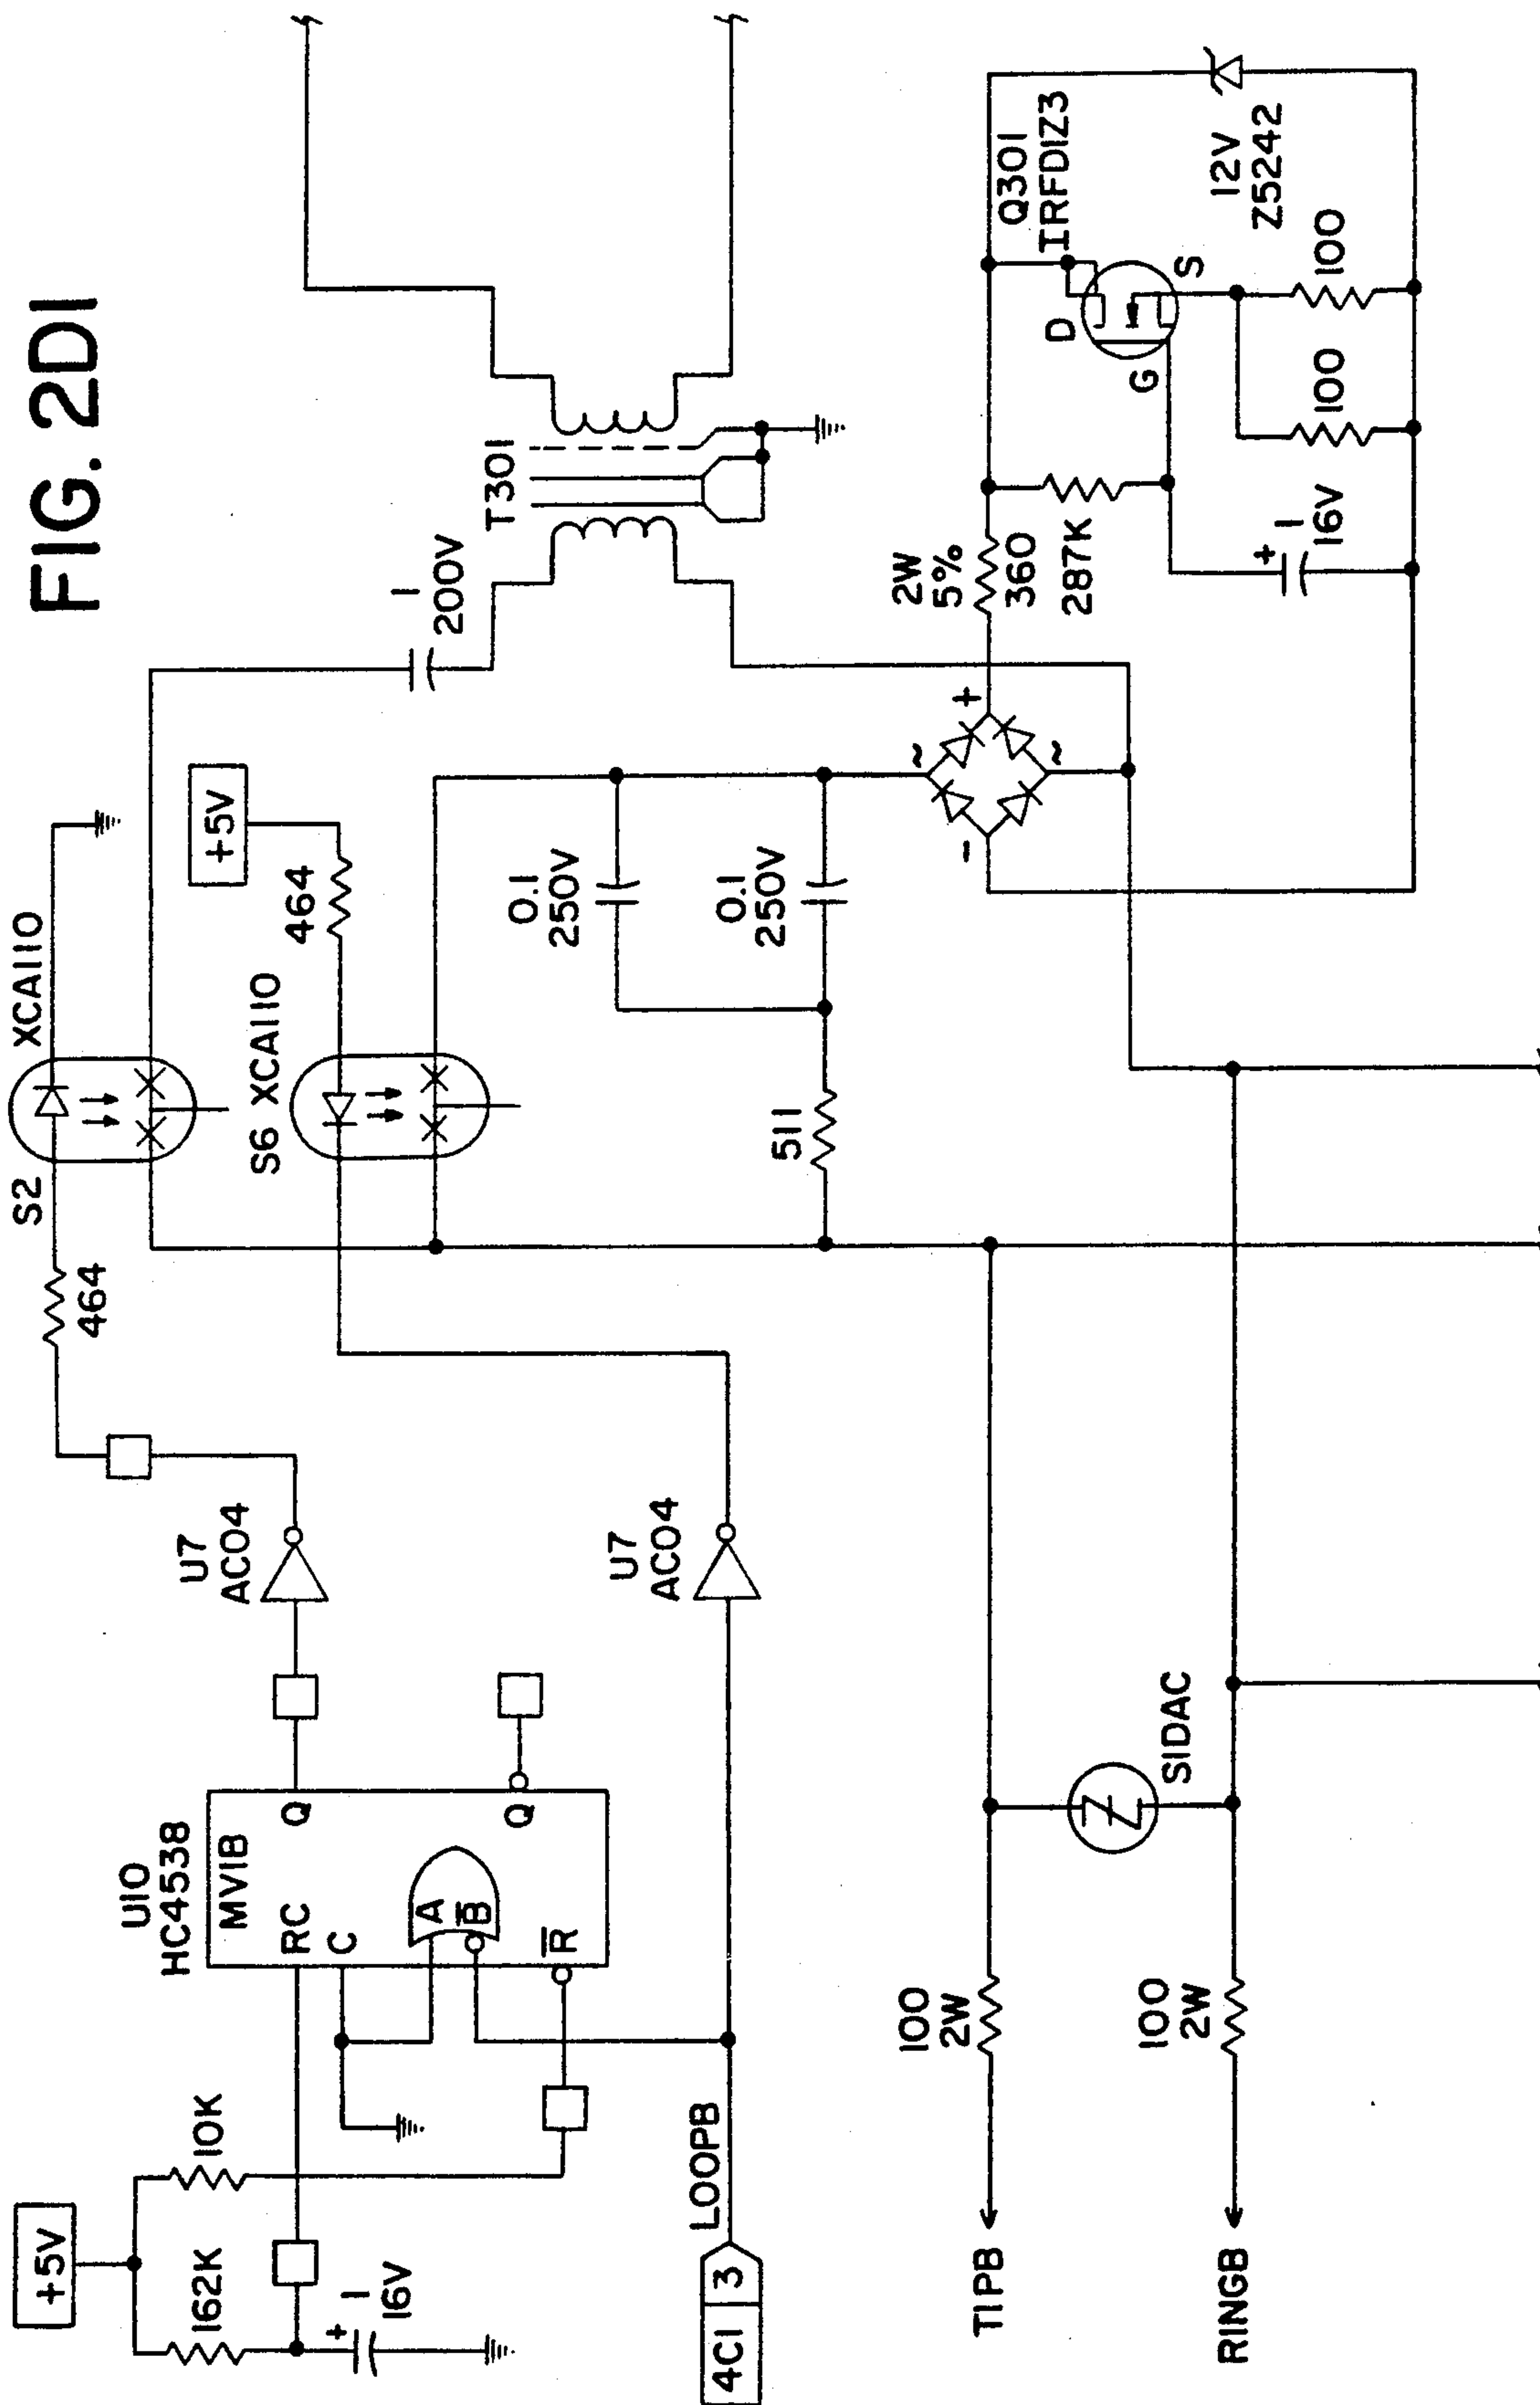 FIG. 2D1
+5V
162K
10K
1
16V
+
U10
HC4538
MVIB
RC
C
A
B
R
Q
Q
4C1
3
LOOPB
U7
AC04
U7
AC04
464
S2
XCA110
S6 XCA110
464
+5V
1
200V
T301
0.1
250V
0.1
250V
511
~
+
-
~
2W
5%
360
287K
+
1
16V
Q301
IRFD1Z3
D
G
S
100
100
12V
Z5242
TIPB
100
2W
RINGB
100
2W
SIDAC